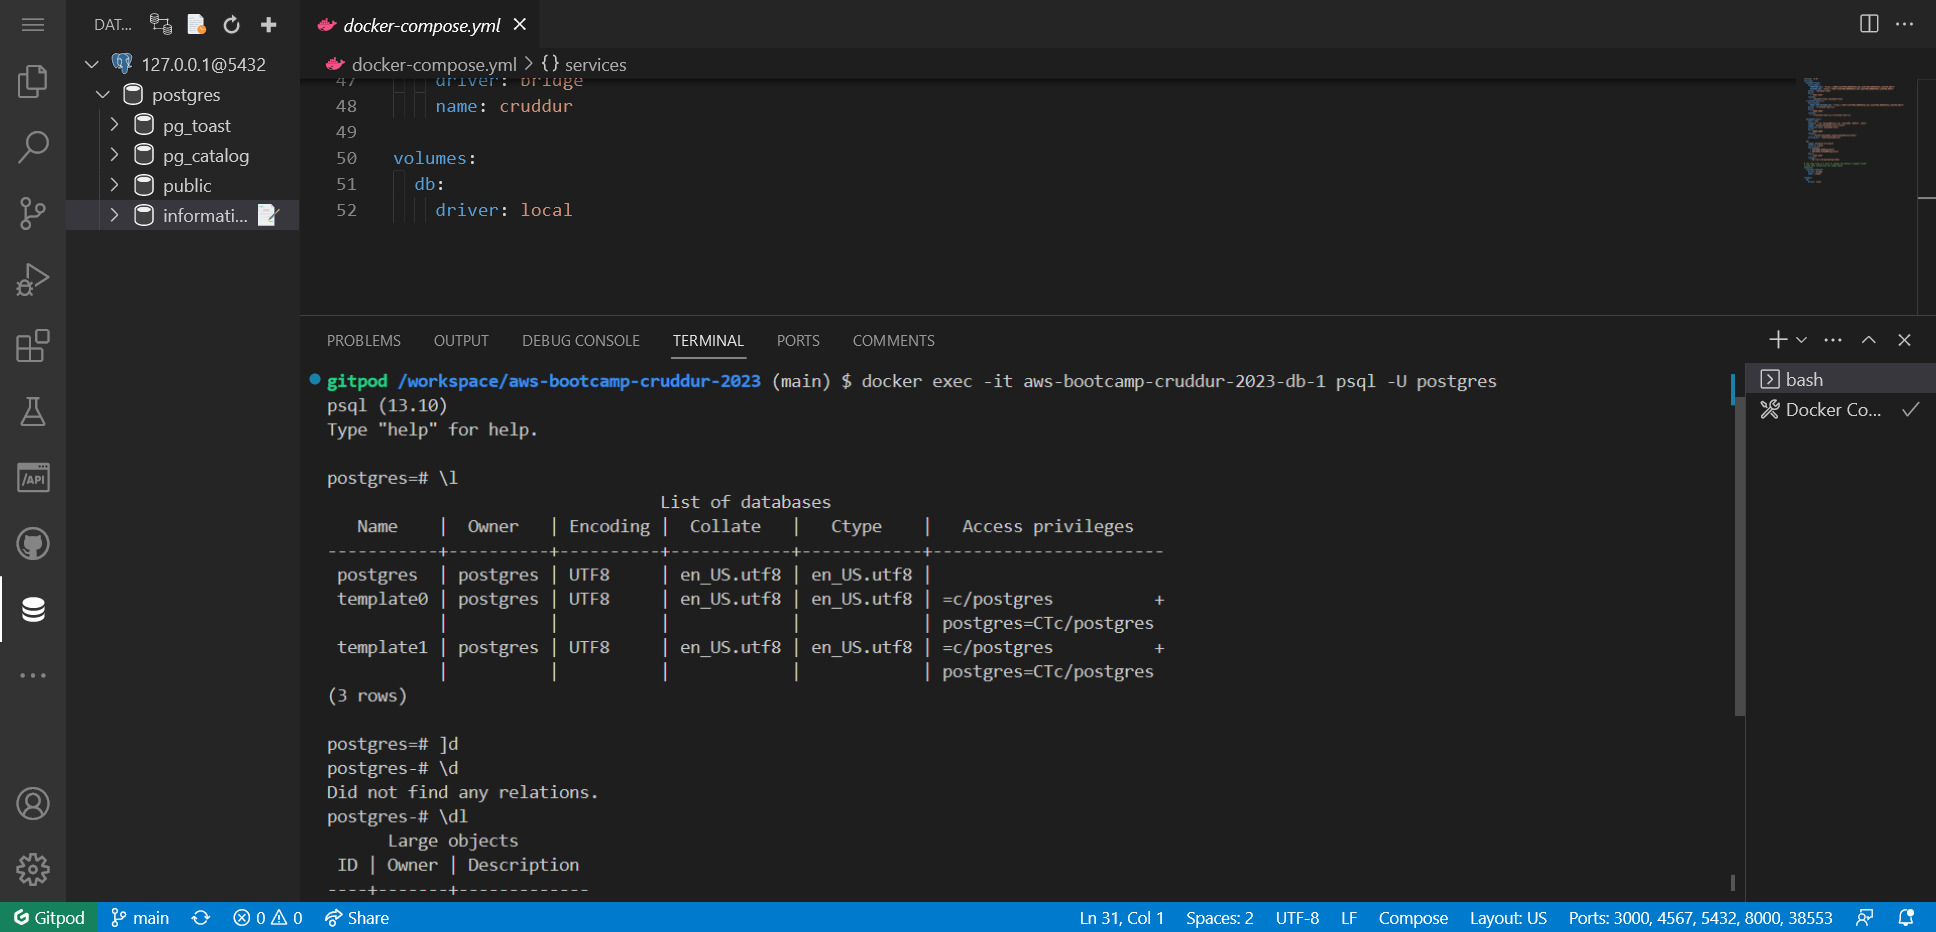 DAT...
127.0.0.1@5432
postgres
pg_toast
pg_catalog
public
informati...
docker-compose.yml
docker-compose.yml > {} services
47 driver: bridge
48 name: cruddur
49
50 volumes:
51 db:
52 driver: local
PROBLEMS OUTPUT DEBUG CONSOLE TERMINAL PORTS COMMENTS
bash
Docker Co...
gitpod /workspace/aws-bootcamp-cruddur-2023 (main) $ docker exec -it aws-bootcamp-cruddur-2023-db-1 psql -U postgres
psql (13.10)
Type "help" for help.
postgres=# \l
List of databases
Name | Owner | Encoding | Collate | Ctype | Access privileges
-----------+----------+----------+------------+------------+-----------------------
postgres | postgres | UTF8 | en_US.utf8 | en_US.utf8 |
template0 | postgres | UTF8 | en_US.utf8 | en_US.utf8 | =c/postgres +
| | | | | postgres=CTc/postgres
template1 | postgres | UTF8 | en_US.utf8 | en_US.utf8 | =c/postgres +
| | | | | postgres=CTc/postgres
(3 rows)
postgres=# ]d
postgres-# \d
Did not find any relations.
postgres-# \dl
Large objects
ID | Owner | Description
----+-------+-------------
/API
Gitpod main 0 0 Share Ln 31, Col 1 Spaces: 2 UTF-8 LF Compose Layout: US Ports: 3000, 4567, 5432, 8000, 38553